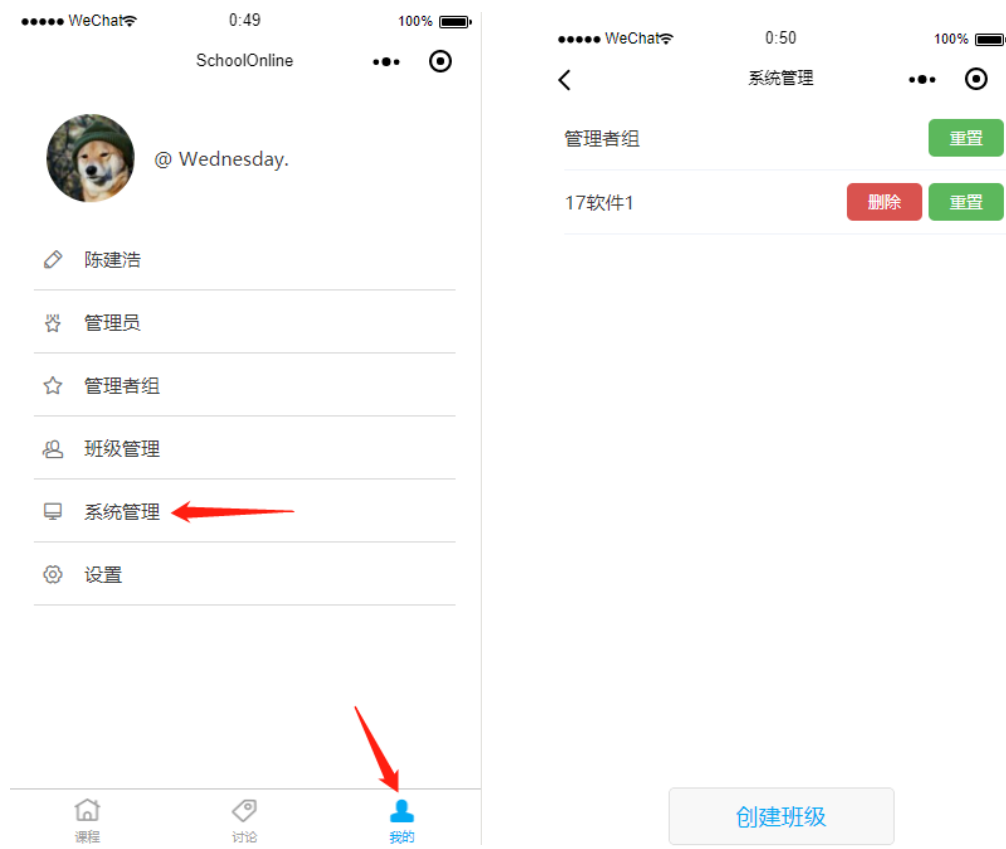 WeChat 0:49 100%
SchoolOnline
@ Wednesday.
陈建浩
管理员
管理者组
班级管理
系统管理
设置
课程 讨论 我的
WeChat 0:50 100%
系统管理
管理者组 重置
17软件1 删除 重置
创建班级